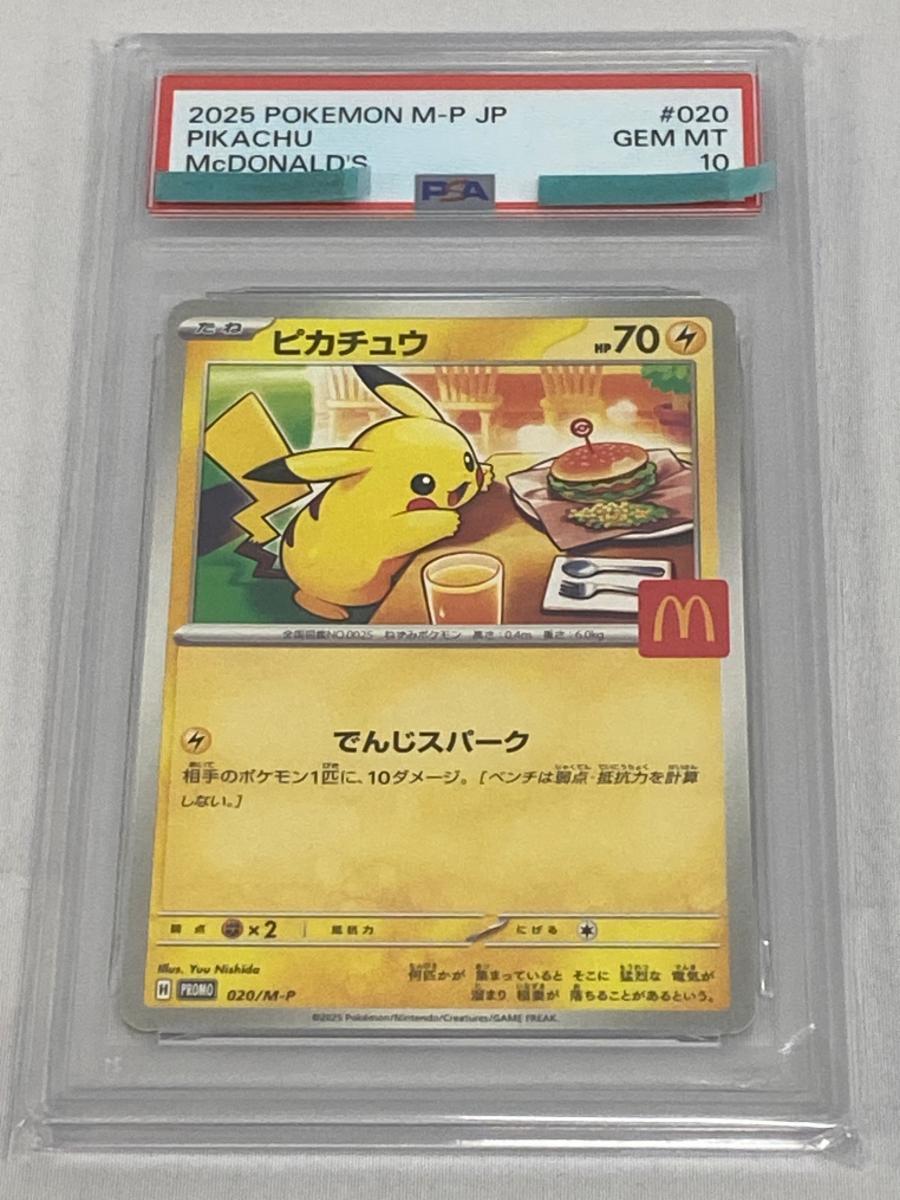 2025 POKEMON M-P JP #020
PIKACHU GEM MT
McDONALD'S 10
PSA
たね ピカチュウ HP70
全国図鑑NO.0025 ねずみポケモン 高さ:0.4m 重さ:6.0kg
でんじスパーク
相手のポケモン1匹に、10ダメージ。[ベンチは弱点・抵抗力を計算
しない。]
弱点 ×2 抵抗力 にげる
Illus. Yuu Nishida
H PROMO 020/M-P
何匹かが 集まっていると そこに 猛烈な 電気が
溜まり 稲妻が 落ちることがあるという。
©2025 Pokémon/Nintendo/Creatures/GAME FREAK.